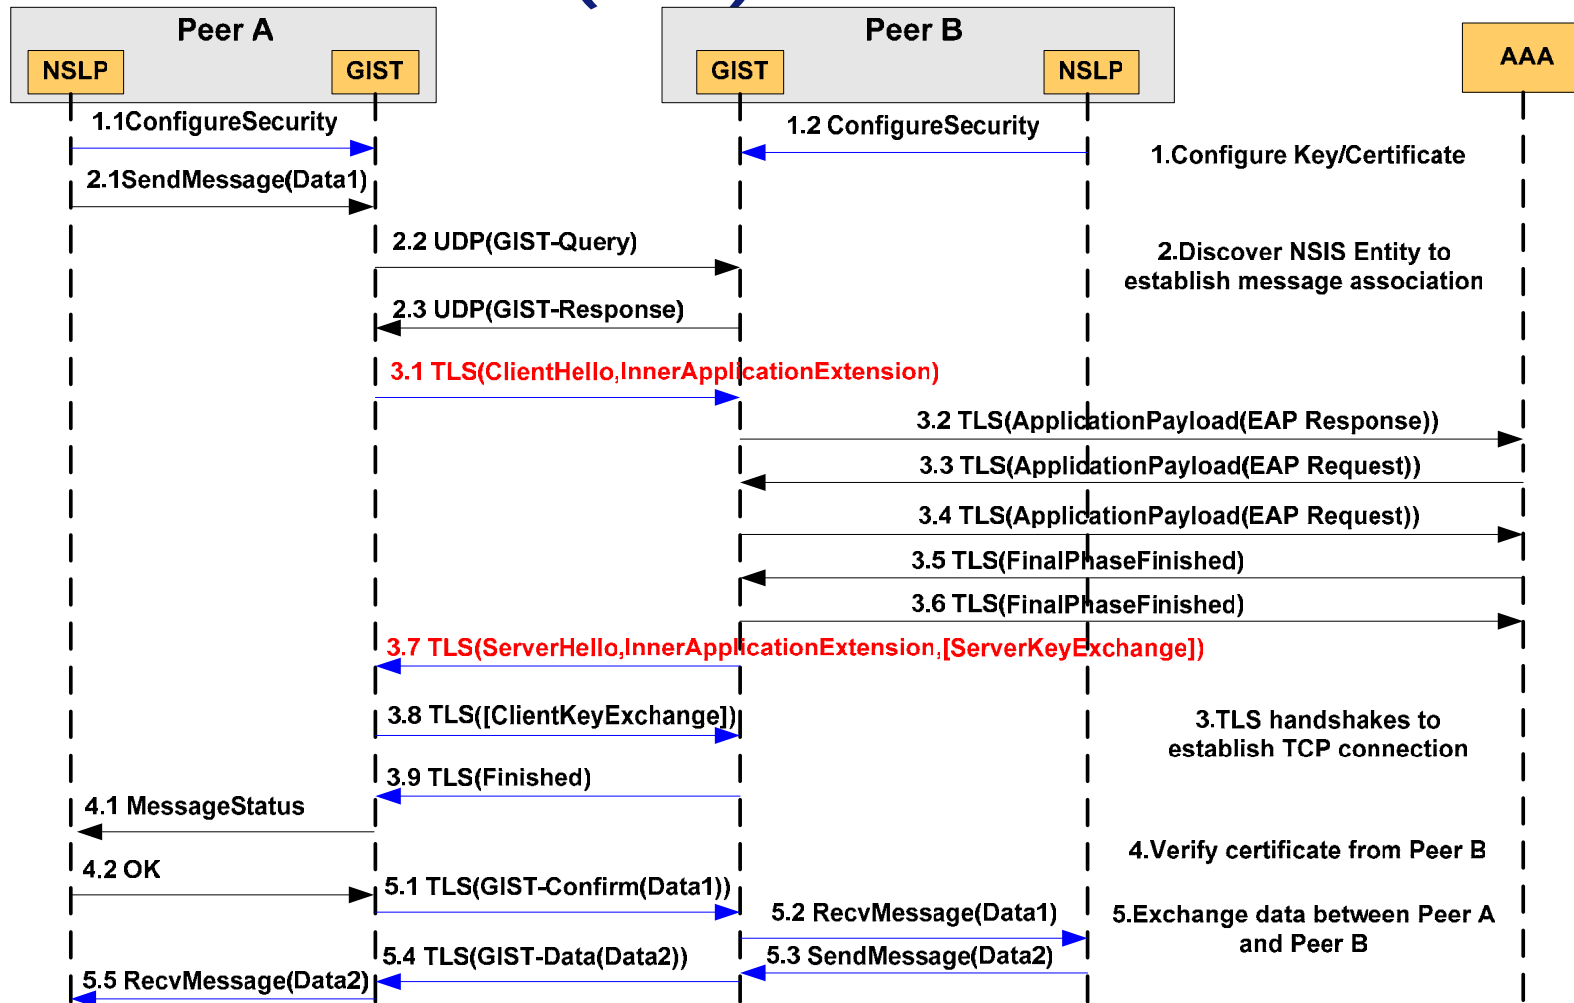 Peer A
Peer B
NSLP
GIST
GIST
NSLP
AAA
1.1ConfigureSecurity
1.2 ConfigureSecurity
1.Configure Key/Certificate
2.1SendMessage(Data1)
2.2 UDP(GIST-Query)
2.Discover NSIS Entity to
establish message association
2.3 UDP(GIST-Response)
3.1 TLS(ClientHello,InnerApplicationExtension)
3.2 TLS(ApplicationPayload(EAP Response))
3.3 TLS(ApplicationPayload(EAP Request))
3.4 TLS(ApplicationPayload(EAP Request))
3.5 TLS(FinalPhaseFinished)
3.6 TLS(FinalPhaseFinished)
3.7 TLS(ServerHello,InnerApplicationExtension,[ServerKeyExchange])
3.8 TLS([ClientKeyExchange])
3.TLS handshakes to
establish TCP connection
3.9 TLS(Finished)
4.1 MessageStatus
4.Verify certificate from Peer B
4.2 OK
5.1 TLS(GIST-Confirm(Data1))
5.2 RecvMessage(Data1)
5.Exchange data between Peer A
and Peer B
5.3 SendMessage(Data2)
5.4 TLS(GIST-Data(Data2))
5.5 RecvMessage(Data2)